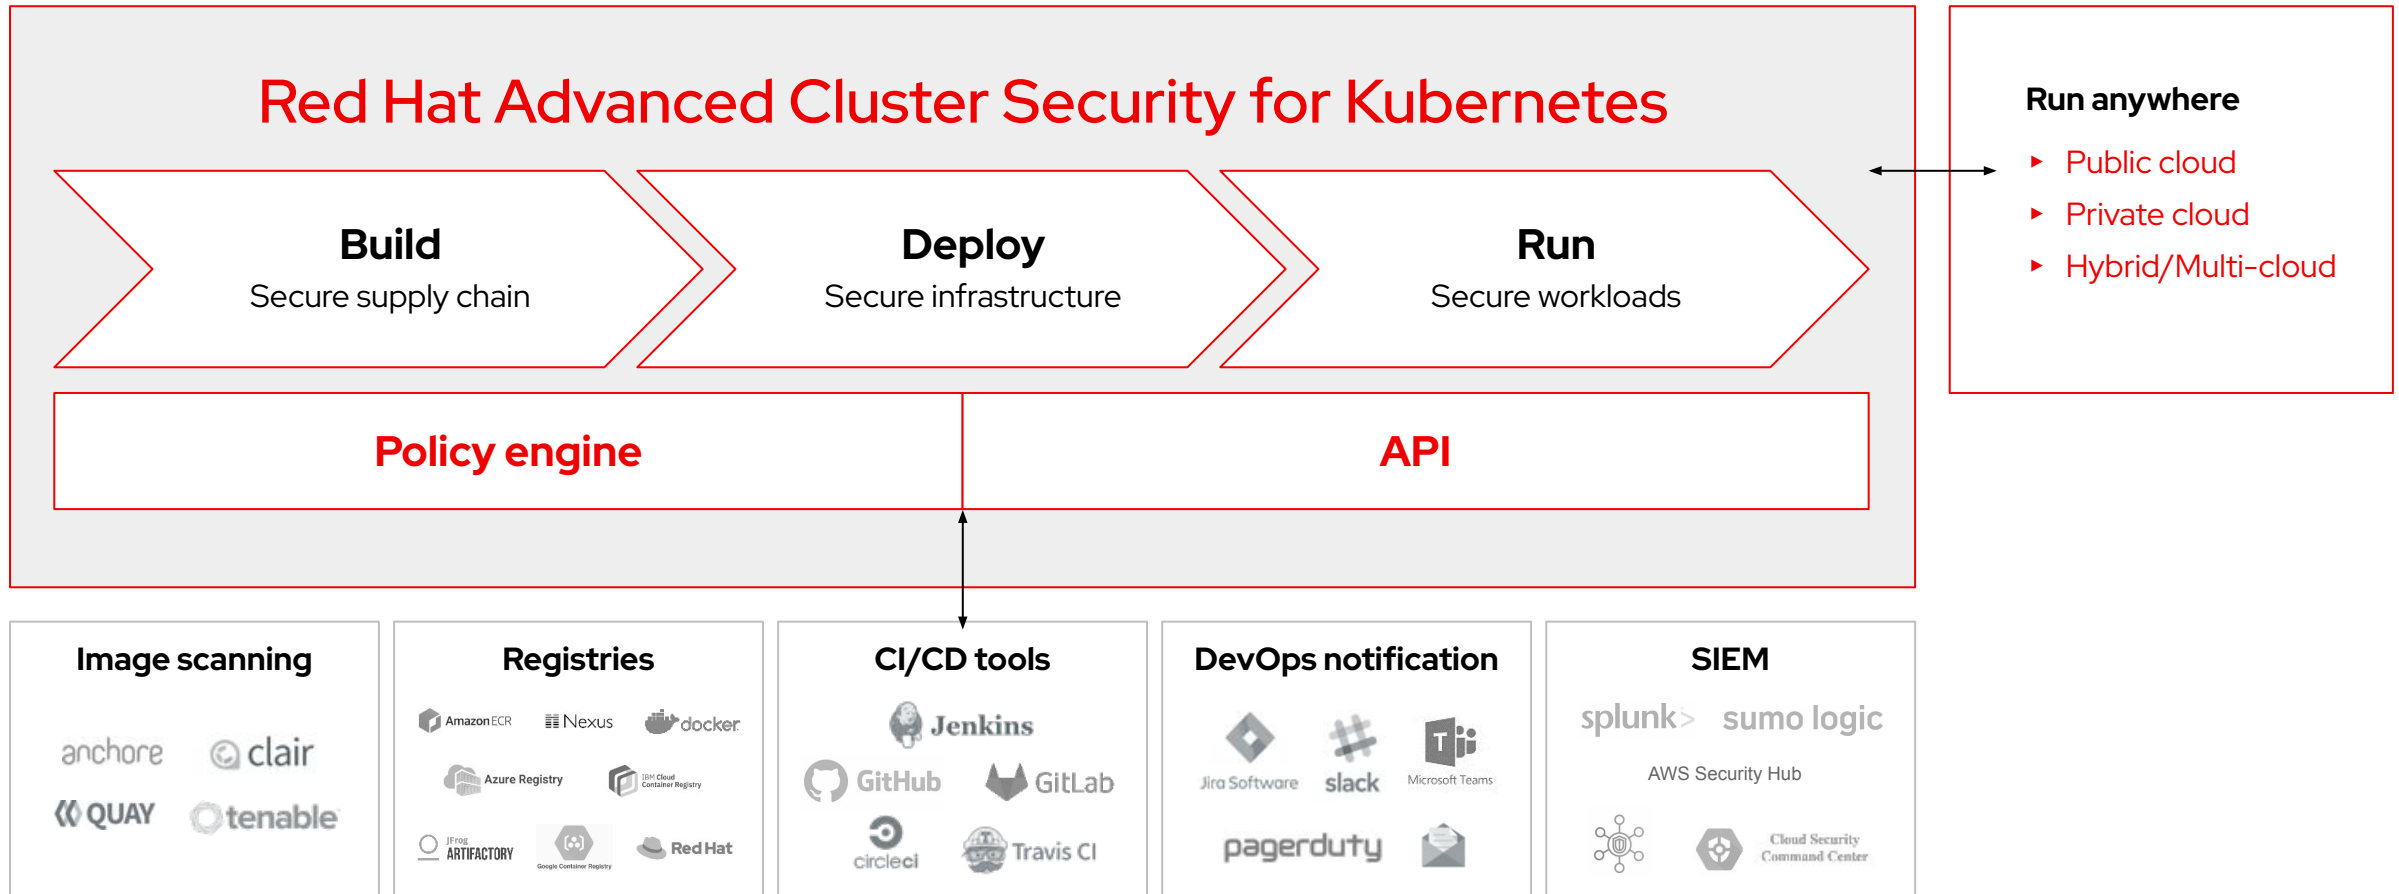 Red Hat Advanced Cluster Security for Kubernetes
Build
Secure supply chain
Deploy
Secure infrastructure
Run
Secure workloads
Policy engine
API
Run anywhere
Public cloud
Private cloud
Hybrid/Multi-cloud
Image scanning
anchore
clair
QUAY
tenable
Registries
Amazon ECR
Nexus
docker
Azure Registry
IBM Cloud
Container Registry
JFrog
ARTIFACTORY
Google Container Registry
Red Hat
CI/CD tools
Jenkins
GitHub
GitLab
circleci
Travis CI
DevOps notification
Jira Software
slack
T
Microsoft Teams
pagerduty
SIEM
splunk>
sumo logic
AWS Security Hub
Cloud Security
Command Center